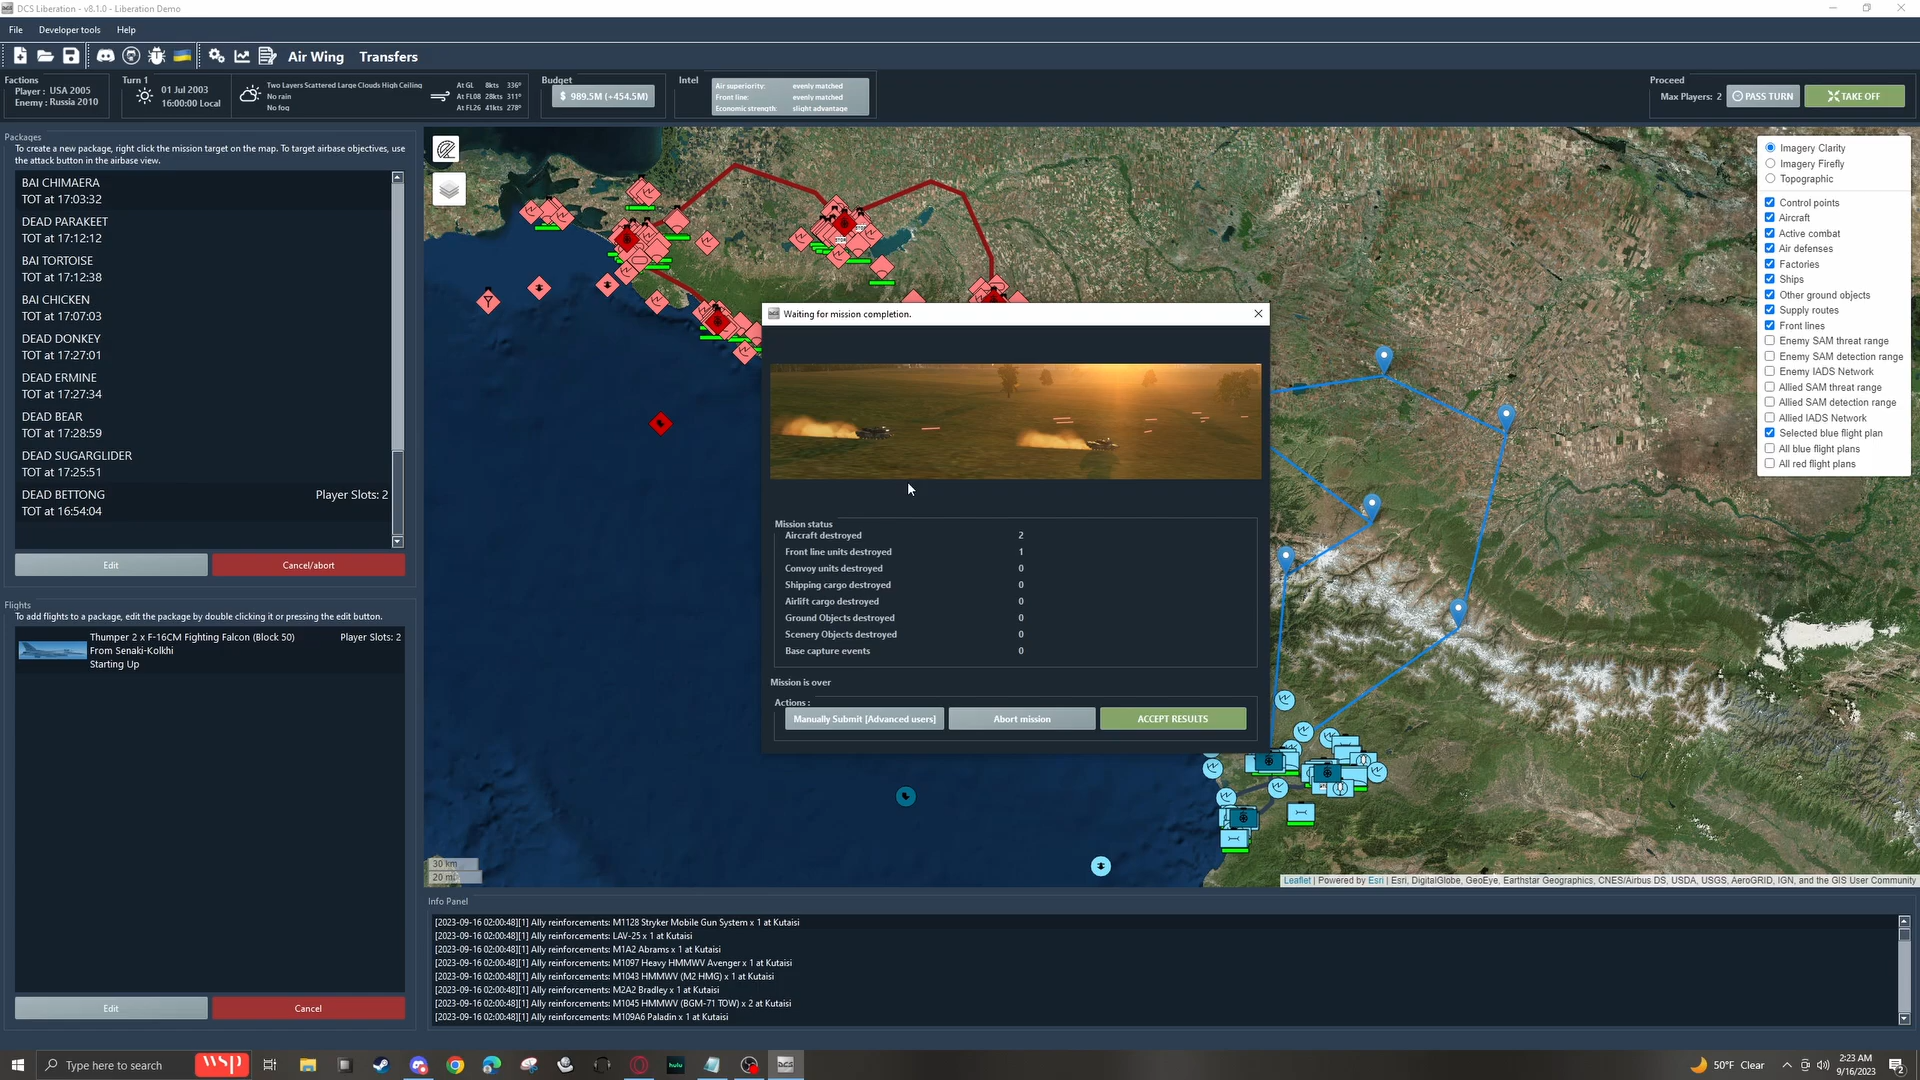 DCS Liberation - v8.1.0 - Liberation Demo
File
Developer tools
Help
Air Wing
Transfers
Factions
Player : USA 2005
Enemy : Russia 2010
Turn 1
01 Jul 2003
16:00:00 Local
Two Layers Scattered Large Clouds High Ceiling
No rain
No fog
At GL 8kts 336º
At FL08 28kts 311º
At FL26 41kts 278º
Budget
$ 989.5M (+454.5M)
Intel
Air superiority: evenly matched
Front line: evenly matched
Economic strength: slight advantage
Proceed
Max Players: 2
PASS TURN
TAKE OFF
Packages
To create a new package, right click the mission target on the map. To target airbase objectives, use
the attack button in the airbase view.
BAI CHIMAERA
TOT at 17:03:32
DEAD PARAKEET
TOT at 17:12:12
BAI TORTOISE
TOT at 17:12:38
BAI CHICKEN
TOT at 17:07:03
DEAD DONKEY
TOT at 17:27:01
DEAD ERMINE
TOT at 17:27:34
DEAD BEAR
TOT at 17:28:59
DEAD SUGARGLIDER
TOT at 17:25:51
DEAD BETTONG Player Slots: 2
TOT at 16:54:04
Edit
Cancel/abort
Flights
To add flights to a package, edit the package by double clicking it or pressing the edit button.
Thumper 2 x F-16CM Fighting Falcon (Block 50) Player Slots: 2
From Senaki-Kolkhi
Starting Up
Edit
Cancel
Imagery Clarity
Imagery Firefly
Topographic
Control points
Aircraft
Active combat
Air defenses
Factories
Ships
Other ground objects
Supply routes
Front lines
Enemy SAM threat range
Enemy SAM detection range
Enemy IADS Network
Allied SAM threat range
Allied SAM detection range
Allied IADS Network
Selected blue flight plan
All blue flight plans
All red flight plans
Waiting for mission completion.
Mission status
Aircraft destroyed 2
Front line units destroyed 1
Convoy units destroyed 0
Shipping cargo destroyed 0
Airlift cargo destroyed 0
Ground Objects destroyed 0
Scenery Objects destroyed 0
Base capture events 0
Mission is over
Actions :
Manually Submit [Advanced users]
Abort mission
ACCEPT RESULTS
30 km
20 mi
Leaflet | Powered by Esri | Esri, DigitalGlobe, GeoEye, Earthstar Geographics, CNES/Airbus DS, USDA, USGS, AeroGRID, IGN, and the GIS User Community
Info Panel
[2023-09-16 02:00:48][1] Ally reinforcements: M1128 Stryker Mobile Gun System x 1 at Kutaisi
[2023-09-16 02:00:48][1] Ally reinforcements: LAV-25 x 1 at Kutaisi
[2023-09-16 02:00:48][1] Ally reinforcements: M1A2 Abrams x 1 at Kutaisi
[2023-09-16 02:00:48][1] Ally reinforcements: M1097 Heavy HMMWV Avenger x 1 at Kutaisi
[2023-09-16 02:00:48][1] Ally reinforcements: M1043 HMMWV (M2 HMG) x 1 at Kutaisi
[2023-09-16 02:00:48][1] Ally reinforcements: M2A2 Bradley x 1 at Kutaisi
[2023-09-16 02:00:48][1] Ally reinforcements: M1045 HMMWV (BGM-71 TOW) x 2 at Kutaisi
[2023-09-16 02:00:48][1] Ally reinforcements: M109A6 Paladin x 1 at Kutaisi
Type here to search
wsp
hulu
50°F Clear
2:23 AM
9/16/2023
2